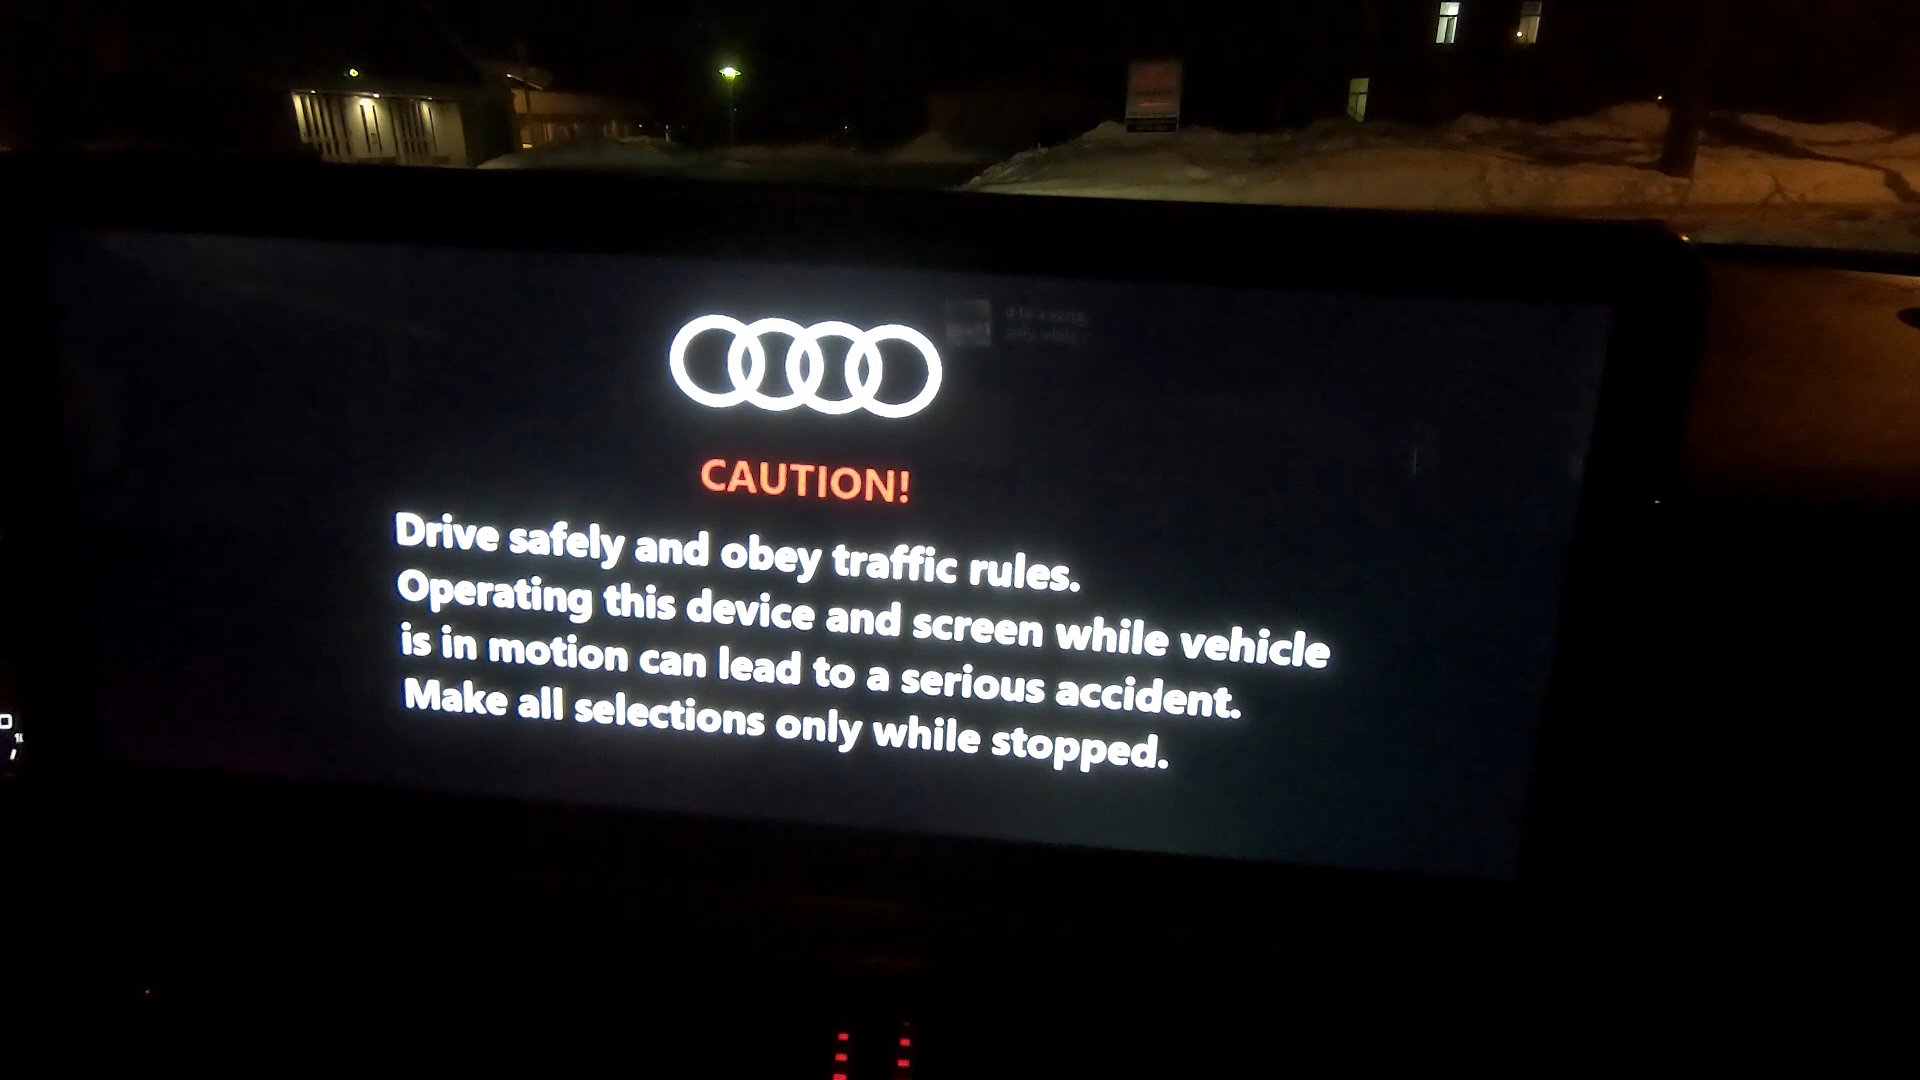 CAUTION!
Drive safely and obey traffic rules.
Operating this device and screen while vehicle
is in motion can lead to a serious accident.
Make all selections only while stopped.